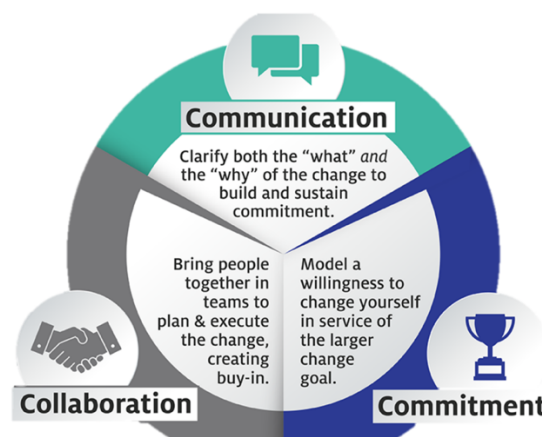 Communication
Clarify both the “what” and
the “why” of the change to
build and sustain
commitment.
Bring people
together in
teams to
plan & execute
the change,
creating
buy-in.
Model a
willingness to
change yourself
in service of
the larger
change
goal.
Collaboration
Commitment